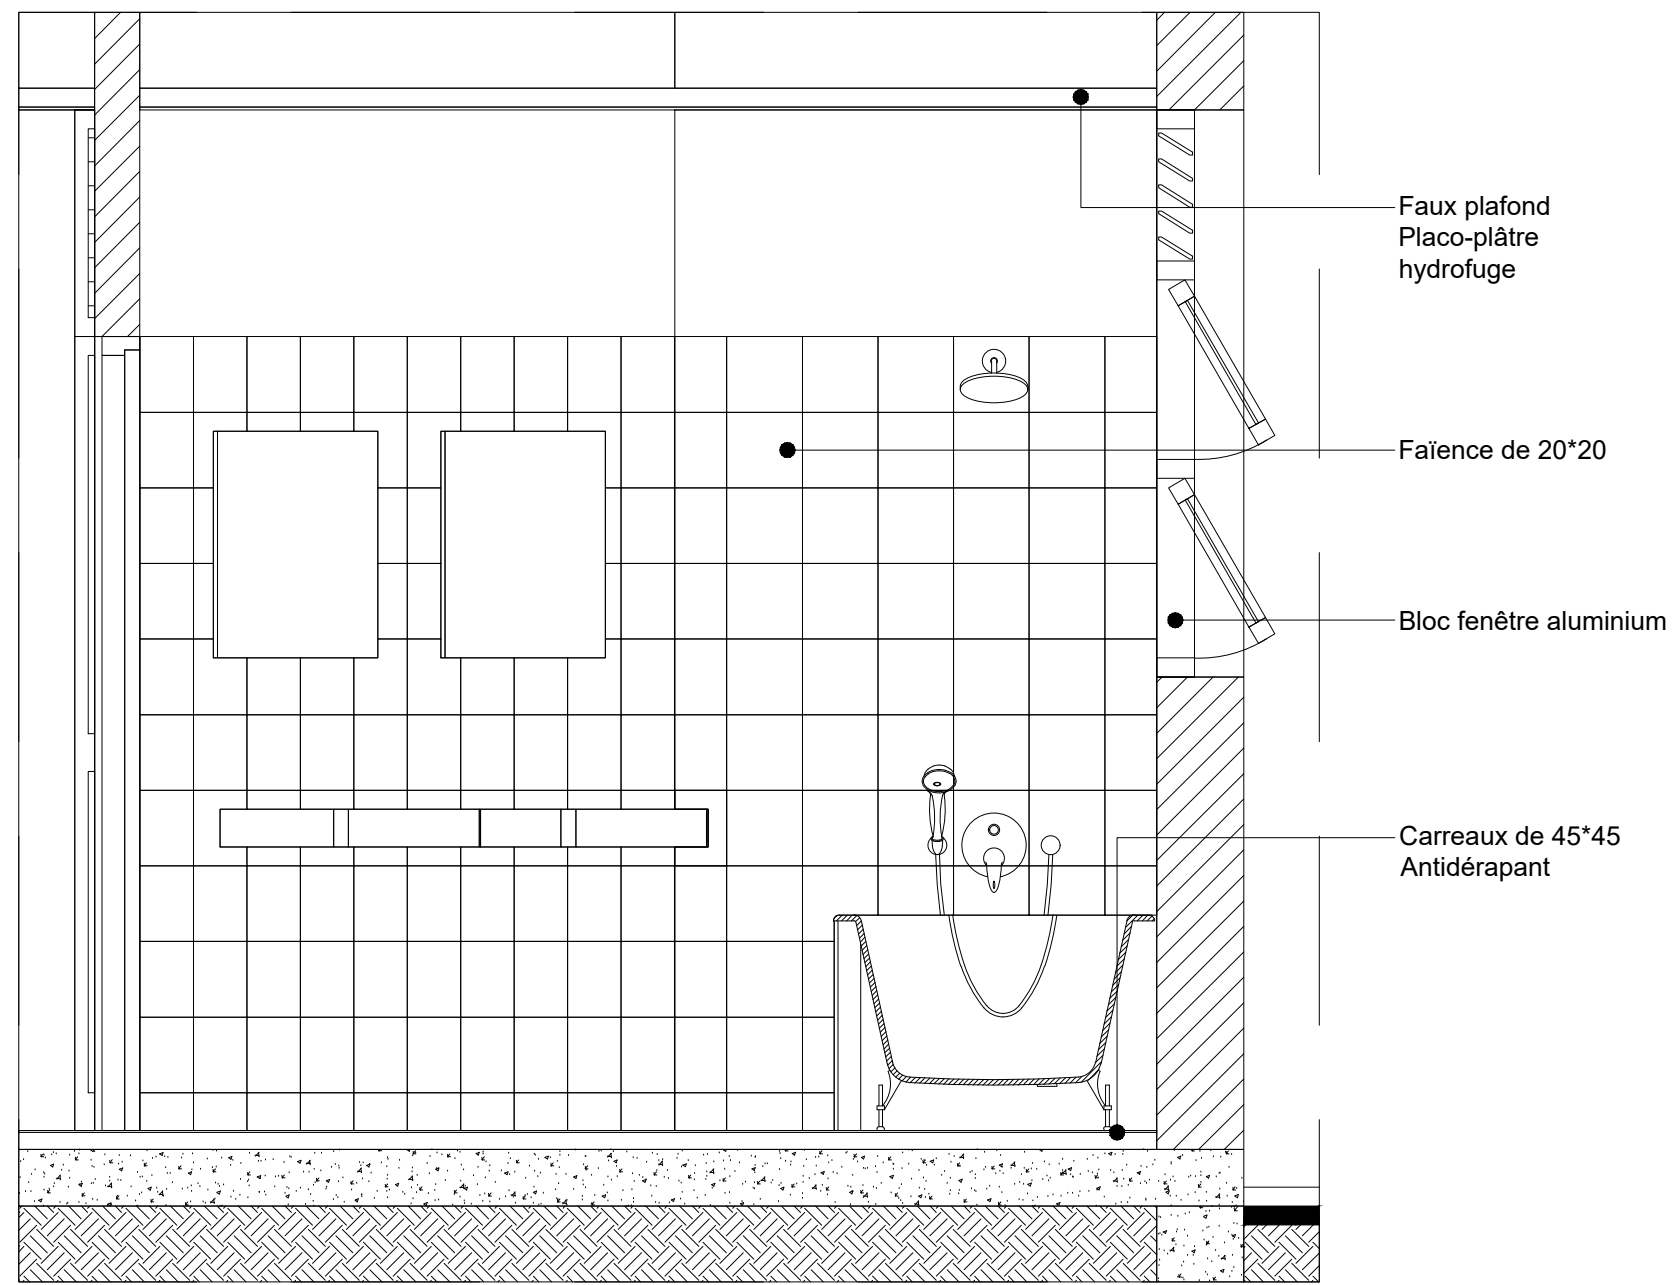 Faux plafond
Placo-plâtre
hydrofuge
Faïence de 20*20
Bloc fenêtre aluminium
Carreaux de 45*45
Antidérapant